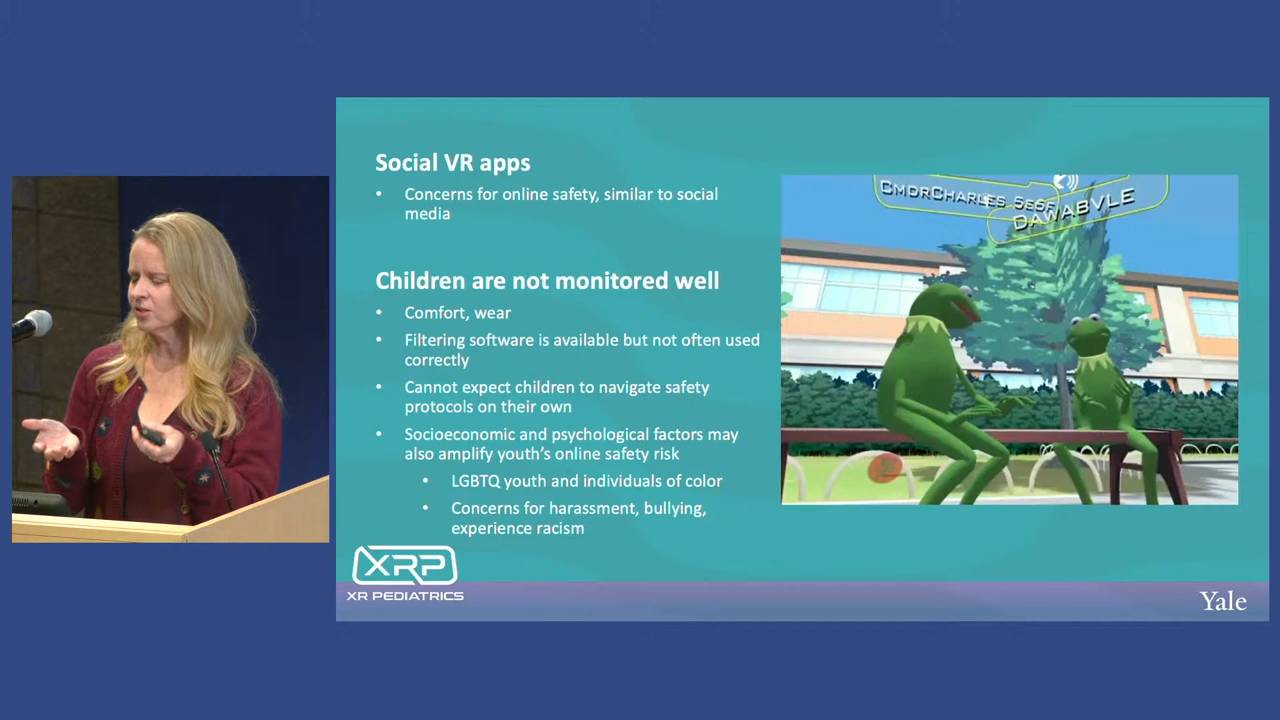 Social VR apps
• Concerns for online safety, similar to social
media
Children are not monitored well
• Comfort, wear
• Filtering software is available but not often used
correctly
• Cannot expect children to navigate safety
protocols on their own
• Socioeconomic and psychological factors may
also amplify youth's online safety risk
• LGBTQ youth and individuals of color
• Concerns for harassment, bullying,
experience racism
CMDRCHARLES
DAWABVLE
XRP
XR PEDIATRICS
Yale